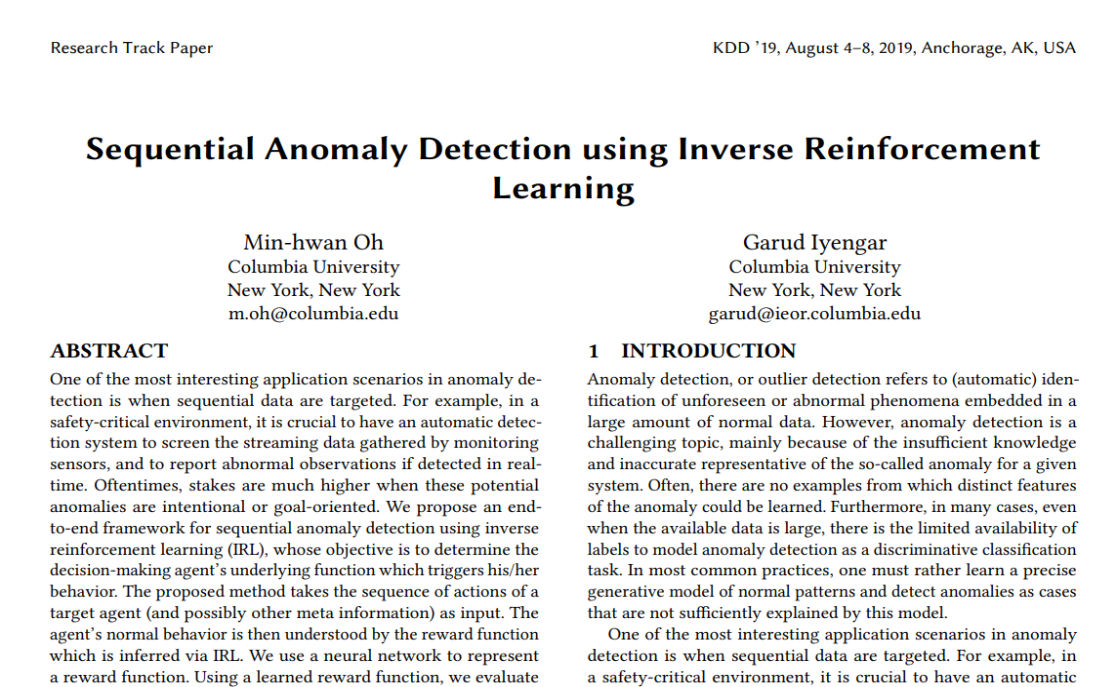 Research Track Paper
KDD ’19, August 4–8, 2019, Anchorage, AK, USA
Sequential Anomaly Detection using Inverse Reinforcement
Learning
Min-hwan Oh
Columbia University
New York, New York
m.oh@columbia.edu
Garud Iyengar
Columbia University
New York, New York
garud@ieor.columbia.edu
ABSTRACT
One of the most interesting application scenarios in anomaly de-
tection is when sequential data are targeted. For example, in a
safety-critical environment, it is crucial to have an automatic detec-
tion system to screen the streaming data gathered by monitoring
sensors, and to report abnormal observations if detected in real-
time. Oftentimes, stakes are much higher when these potential
anomalies are intentional or goal-oriented. We propose an end-
to-end framework for sequential anomaly detection using inverse
reinforcement learning (IRL), whose objective is to determine the
decision-making agent’s underlying function which triggers his/her
behavior. The proposed method takes the sequence of actions of a
target agent (and possibly other meta information) as input. The
agent’s normal behavior is then understood by the reward function
which is inferred via IRL. We use a neural network to represent
a reward function. Using a learned reward function, we evaluate
1 INTRODUCTION
Anomaly detection, or outlier detection refers to (automatic) iden-
tification of unforeseen or abnormal phenomena embedded in a
large amount of normal data. However, anomaly detection is a
challenging topic, mainly because of the insufficient knowledge
and inaccurate representative of the so-called anomaly for a given
system. Often, there are no examples from which distinct features
of the anomaly could be learned. Furthermore, in many cases, even
when the available data is large, there is the limited availability of
labels to model anomaly detection as a discriminative classification
task. In most common practices, one must rather learn a precise
generative model of normal patterns and detect anomalies as cases
that are not sufficiently explained by this model.
One of the most interesting application scenarios in anomaly
detection is when sequential data are targeted. For example, in
a safety-critical environment, it is crucial to have an automatic